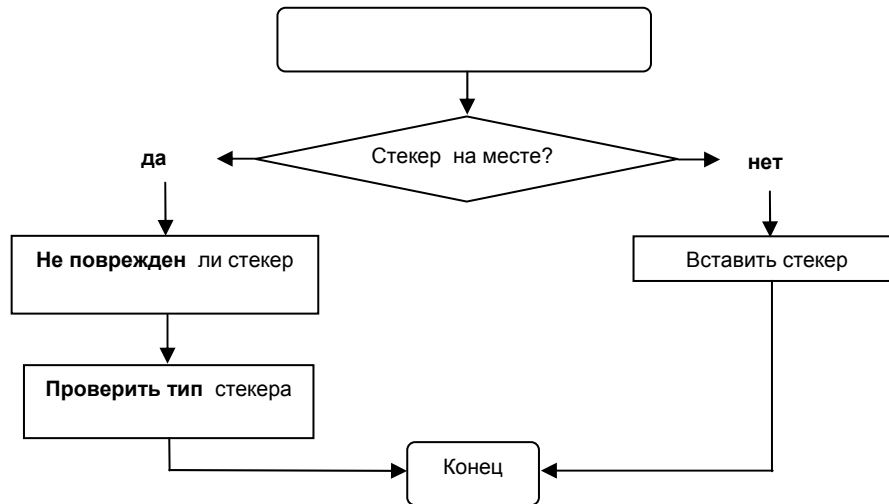 Стекер на месте?
да
нет
Не поврежден ли стекер
Вставить стекер
Проверить тип стекера
Конец